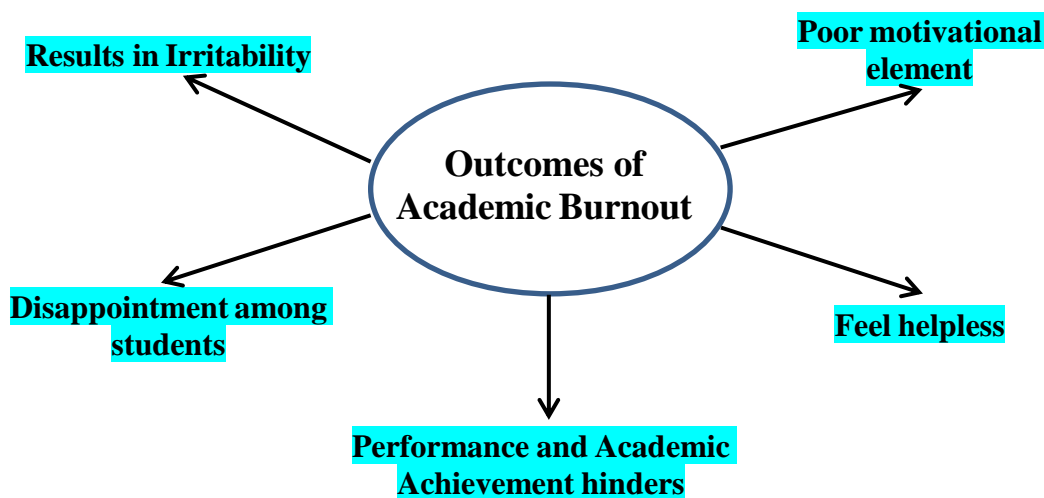 Results in Irritability
Poor motivational
element
Outcomes of
Academic Burnout
Disappointment among
students
Feel helpless
Performance and Academic
Achievement hinders